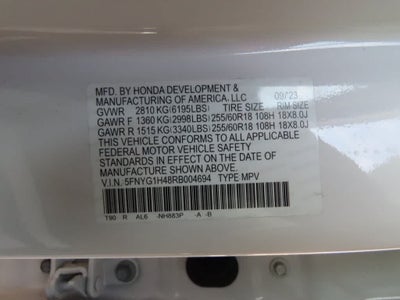 MFD. BY HONDA DEVELOPMENT & 09/23
MANUFACTURING OF AMERICA, LLC
GVWR 2810 KG(6195LBS) TIRE SIZE RIM SIZE
GAWR F 1360 KG(2998LBS) 255/60R18 108H 18X8.0J
GAWR R 1515 KG(3340LBS) 255/60R18 108H 18X8.0J
THIS VEHICLE CONFORMS TO ALL APPLICABLE
FEDERAL MOTOR VEHICLE SAFETY
STANDARDS IN EFFECT ON THE DATE OF
MANUFACTURE SHOWN ABOVE.
V.I.N. 5FNYG1H48RB004694 TYPE MPV
T90 R AL6 -NH883P -A -B